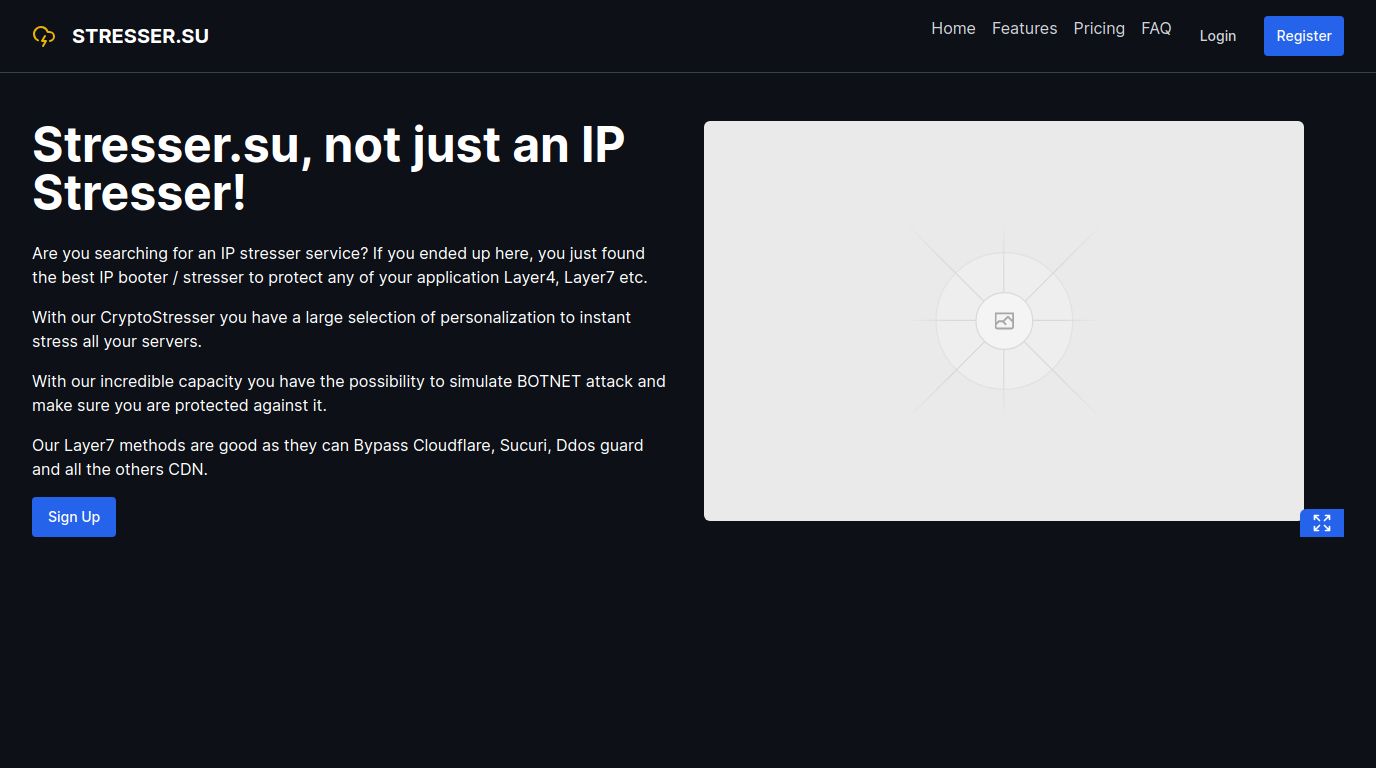 STRESSER.SU
Home Features Pricing FAQ Login Register
Stresser.su, not just an IP
Stresser!
Are you searching for an IP stresser service? If you ended up here, you just found
the best IP booter / stresser to protect any of your application Layer4, Layer7 etc.
With our CryptoStresser you have a large selection of personalization to instant
stress all your servers.
With our incredible capacity you have the possibility to simulate BOTNET attack and
make sure you are protected against it.
Our Layer7 methods are good as they can Bypass Cloudflare, Sucuri, Ddos guard
and all the others CDN.
Sign Up